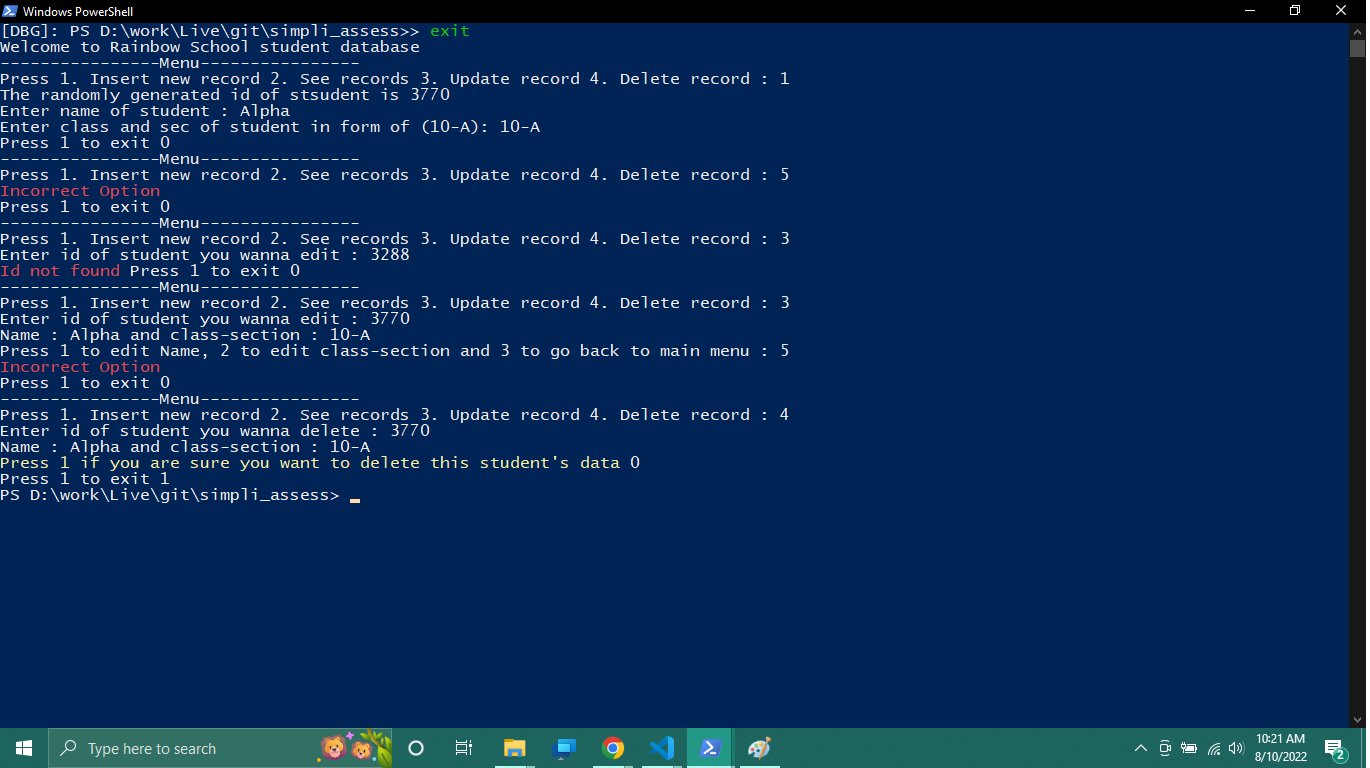 Windows PowerShell
[DBG]: PS D:\work\Live\git\simpli_assess>> exit
Welcome to Rainbow School student database
----------------Menu----------------
Press 1. Insert new record 2. See records 3. Update record 4. Delete record : 1
The randomly generated id of stsudent is 3770
Enter name of student : Alpha
Enter class and sec of student in form of (10-A): 10-A
Press 1 to exit 0
----------------Menu----------------
Press 1. Insert new record 2. See records 3. Update record 4. Delete record : 5
Incorrect Option
Press 1 to exit 0
----------------Menu----------------
Press 1. Insert new record 2. See records 3. Update record 4. Delete record : 3
Enter id of student you wanna edit : 3288
Id not found Press 1 to exit 0
----------------Menu----------------
Press 1. Insert new record 2. See records 3. Update record 4. Delete record : 3
Enter id of student you wanna edit : 3770
Name : Alpha and class-section : 10-A
Press 1 to edit Name, 2 to edit class-section and 3 to go back to main menu : 5
Incorrect Option
Press 1 to exit 0
----------------Menu----------------
Press 1. Insert new record 2. See records 3. Update record 4. Delete record : 4
Enter id of student you wanna delete : 3770
Name : Alpha and class-section : 10-A
Press 1 if you are sure you want to delete this student's data 0
Press 1 to exit 1
PS D:\work\Live\git\simpli_assess>
Type here to search
10:21 AM
8/10/2022
2